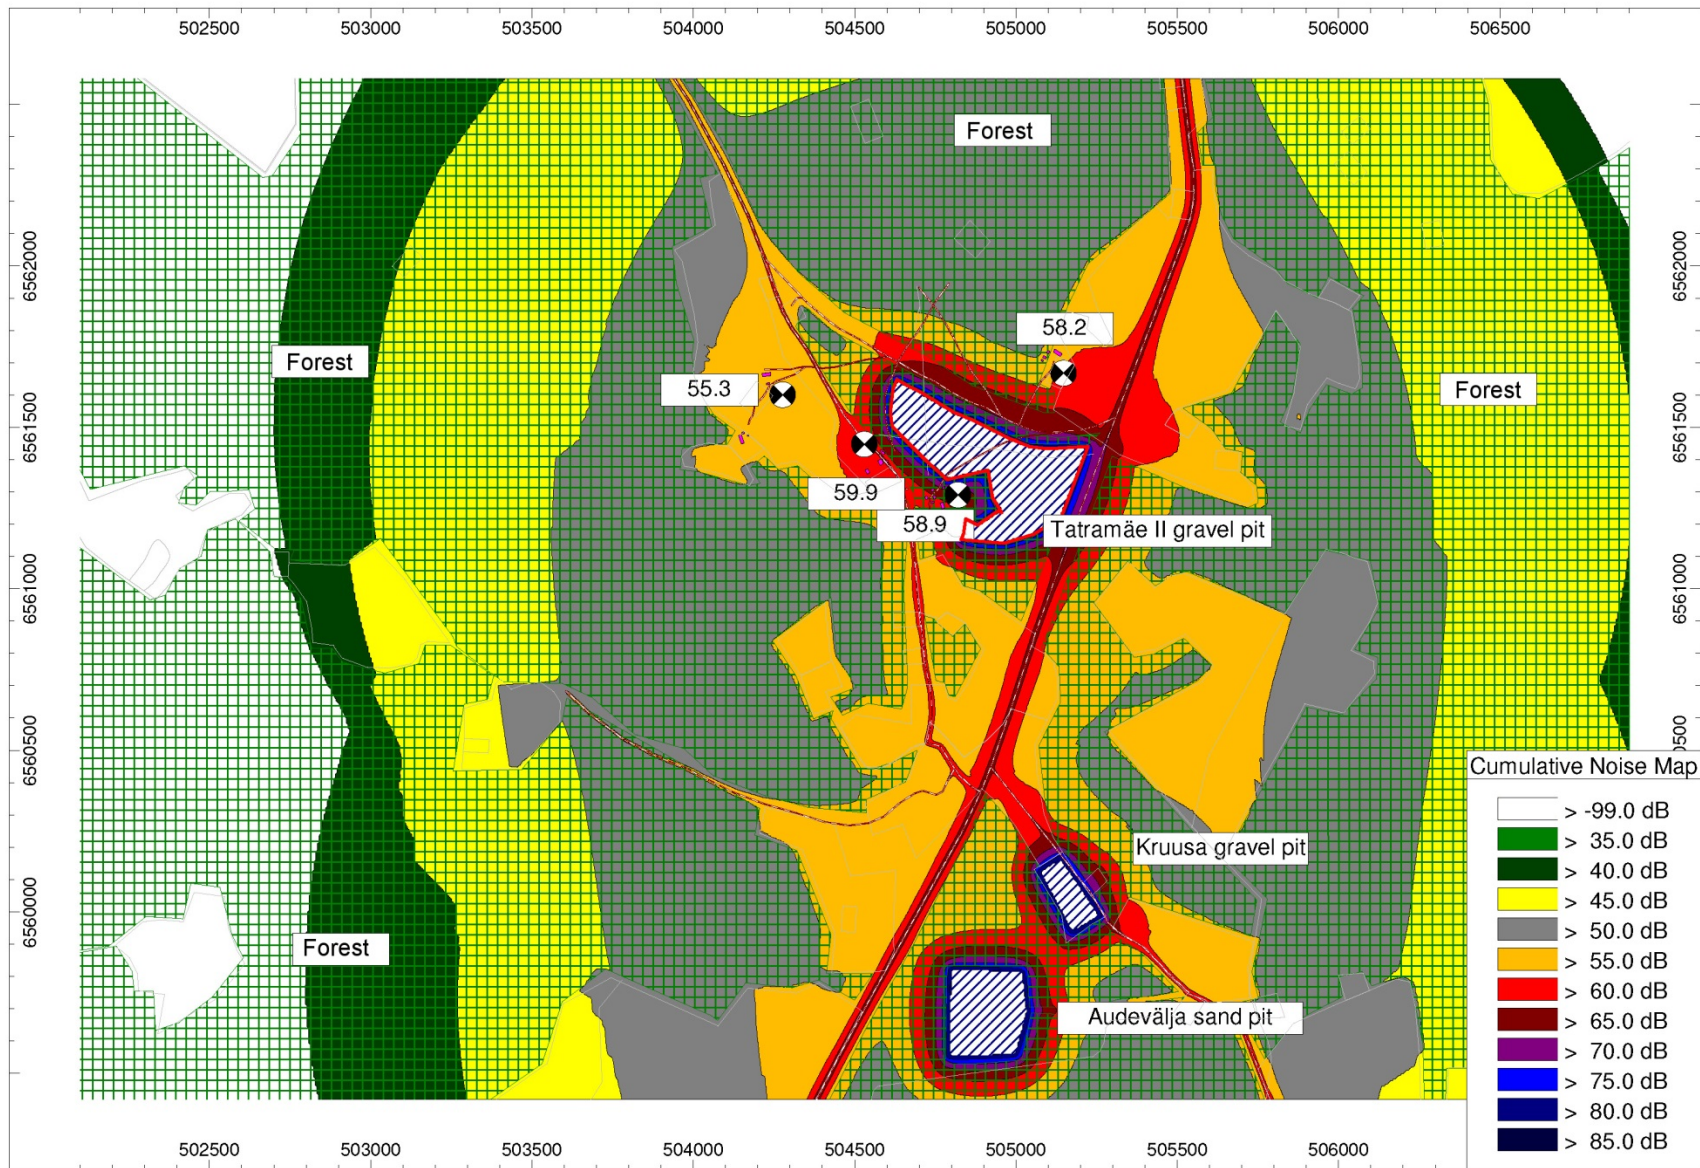 502500 503000 503500 504000 504500 505000 505500 506000 506500
Forest
6562000
6562000
58.2
Forest
55.3
Forest
6561500
6561500
59.9
58.9
Tatramäe II gravel pit
6561000
6561000
6560500
0500
Cumulative Noise Map
> -99.0 dB
> 35.0 dB
> 40.0 dB
> 45.0 dB
> 50.0 dB
> 55.0 dB
> 60.0 dB
> 65.0 dB
> 70.0 dB
> 75.0 dB
> 80.0 dB
> 85.0 dB
Kruusa gravel pit
6560000
Forest
Audevälja sand pit
502500 503000 503500 504000 504500 505000 505500 506000